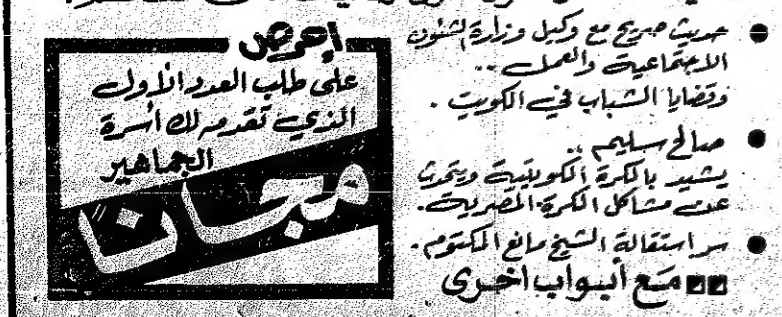 حديث صريح مع وكيل وزارة الشئون
الاجتماعية والعمل ..
وقضايا الشباب في الكويت .
صالح سليم ..
يشيد بالكرة الكويتية ويتحدث
عن مشاكل الكرة المصرية .
سر استقالة الشيخ مانع المكتوم .
مع أبواب اخرى
إحرص
على طلب العدد الأول
الذي تقدمه لك أسرة
الجماهير
مجانا